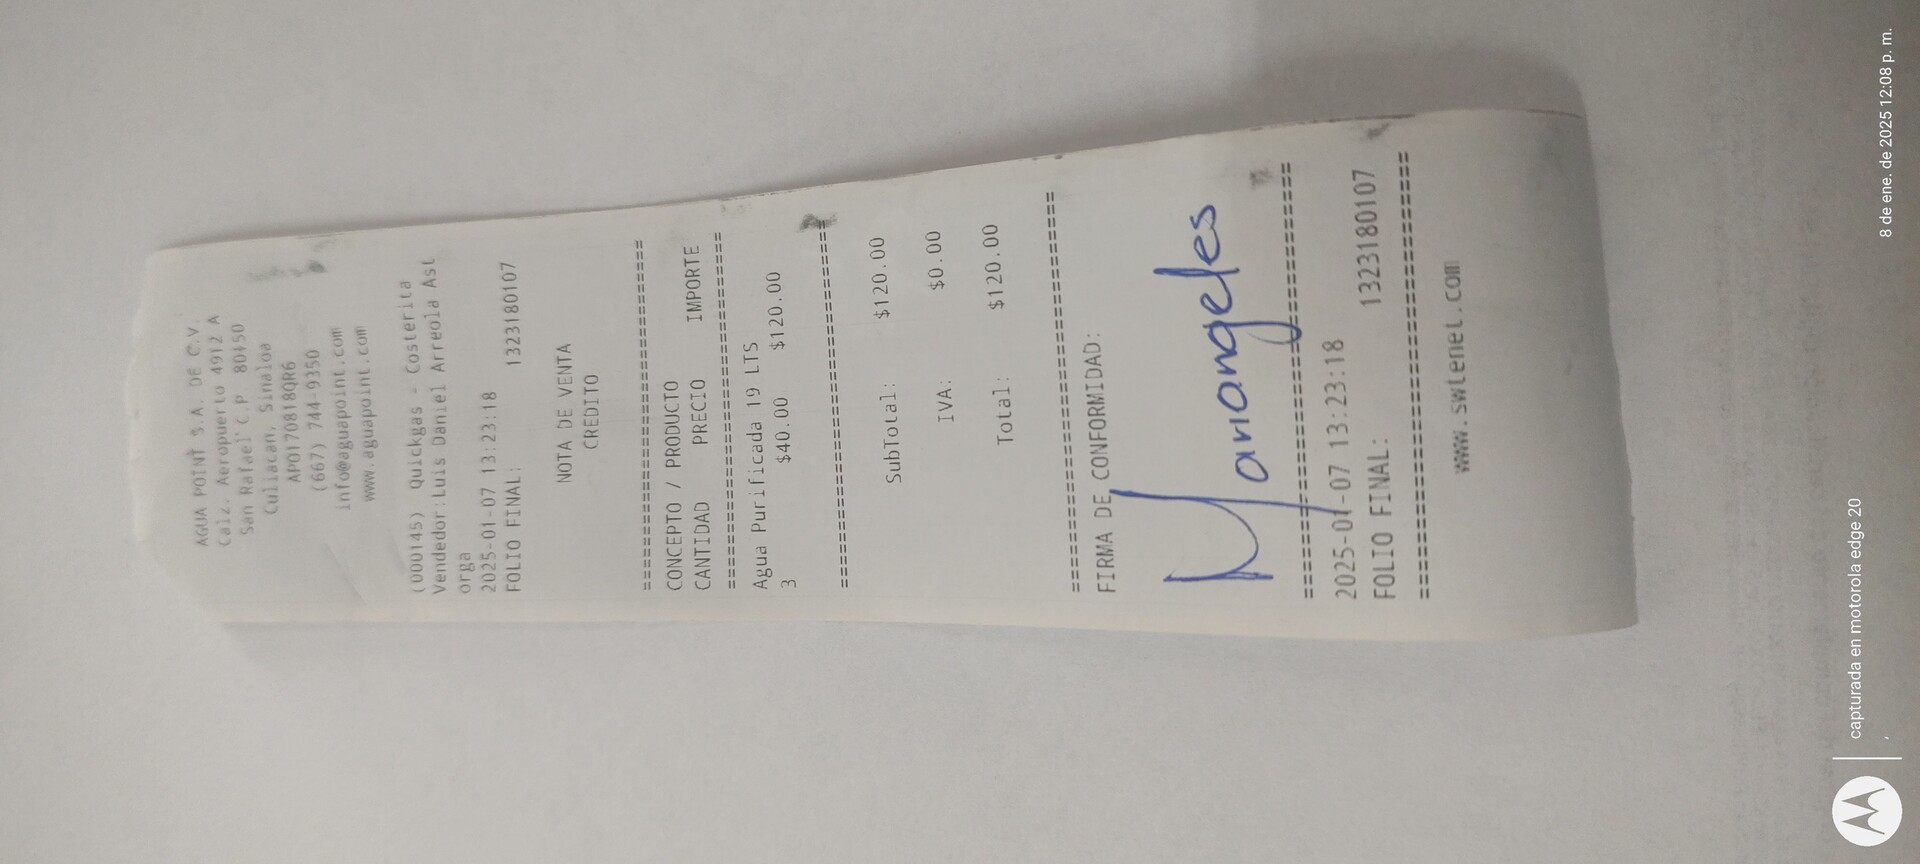 AGUA POINT S.A. DE C.V.
Calz. Aeropuerto 4912 A
San Rafael C.P. 80150
Culiacan, Sinaloa
APO170818QR6
(667) 744-9350
info@aguapoint.com
www.aguapoint.com
(000145) Quickgas - Costerita
Vendedor:Luis Daniel Arreola Ast
orga
2025-01-07 13:23:18
FOLIO FINAL: 1323180107
NOTA DE VENTA
CREDITO
================================
CONCEPTO / PRODUCTO
CANTIDAD PRECIO IMPORTE
================================
Agua Purificada 19 LTS
3 $40.00 $120.00
================================
SubTotal: $120.00
IVA: $0.00
Total: $120.00
================================
FIRMA DE CONFORMIDAD:
Mariangeles
================================
2025-01-07 13:23:18
FOLIO FINAL: 1323180107
================================
www.swtenet.com
capturada en motorola edge 20
8 de ene. de 2025 12:08 p. m.